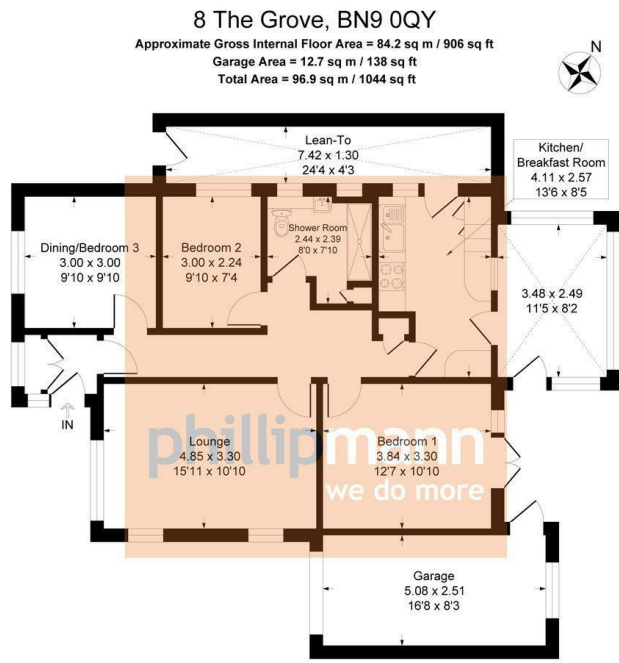 8 The Grove, BN9 0QY
Approximate Gross Internal Floor Area = 84.2 sq m / 906 sq ft
Garage Area = 12.7 sq m / 138 sq ft
Total Area = 96.9 sq m / 1044 sq ft
N
Lean-To
7.42 x 1.30
24'4 x 4'3
Kitchen/
Breakfast Room
4.11 x 2.57
13'6 x 8'5
Dining/Bedroom 3
3.00 x 3.00
9'10 x 9'10
Bedroom 2
3.00 x 2.24
9'10 x 7'4
Shower Room
2.44 x 2.39
8'0 x 7'10
3.48 x 2.49
11'5 x 8'2
IN
Lounge
4.85 x 3.30
15'11 x 10'10
Bedroom 1
3.84 x 3.30
12'7 x 10'10
phillipmann
we do more
Garage
5.08 x 2.51
16'8 x 8'3